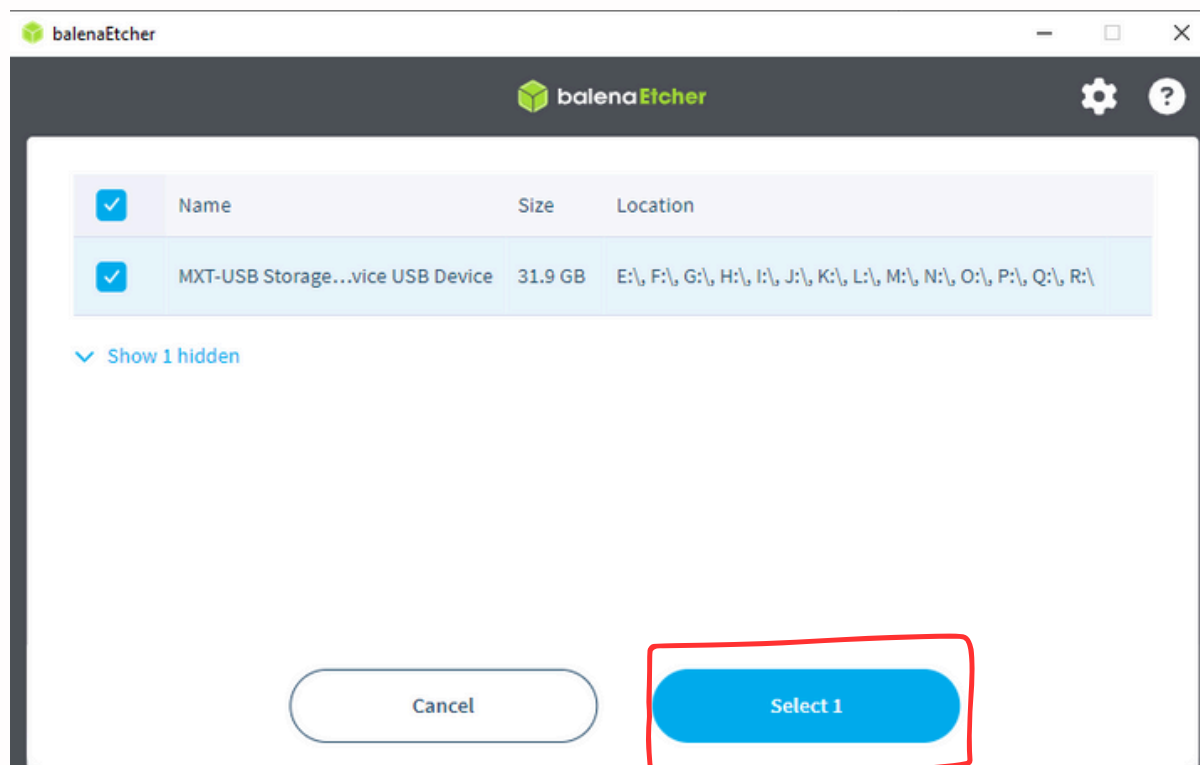 balenaEtcher
balenaEtcher
?
Name Size Location
MXT-USB Storage...vice USB Device 31.9 GB E:\, F:\, G:\, H:\, I:\, J:\, K:\, L:\, M:\, N:\, O:\, P:\, Q:\, R:\
Show 1 hidden
Cancel Select 1